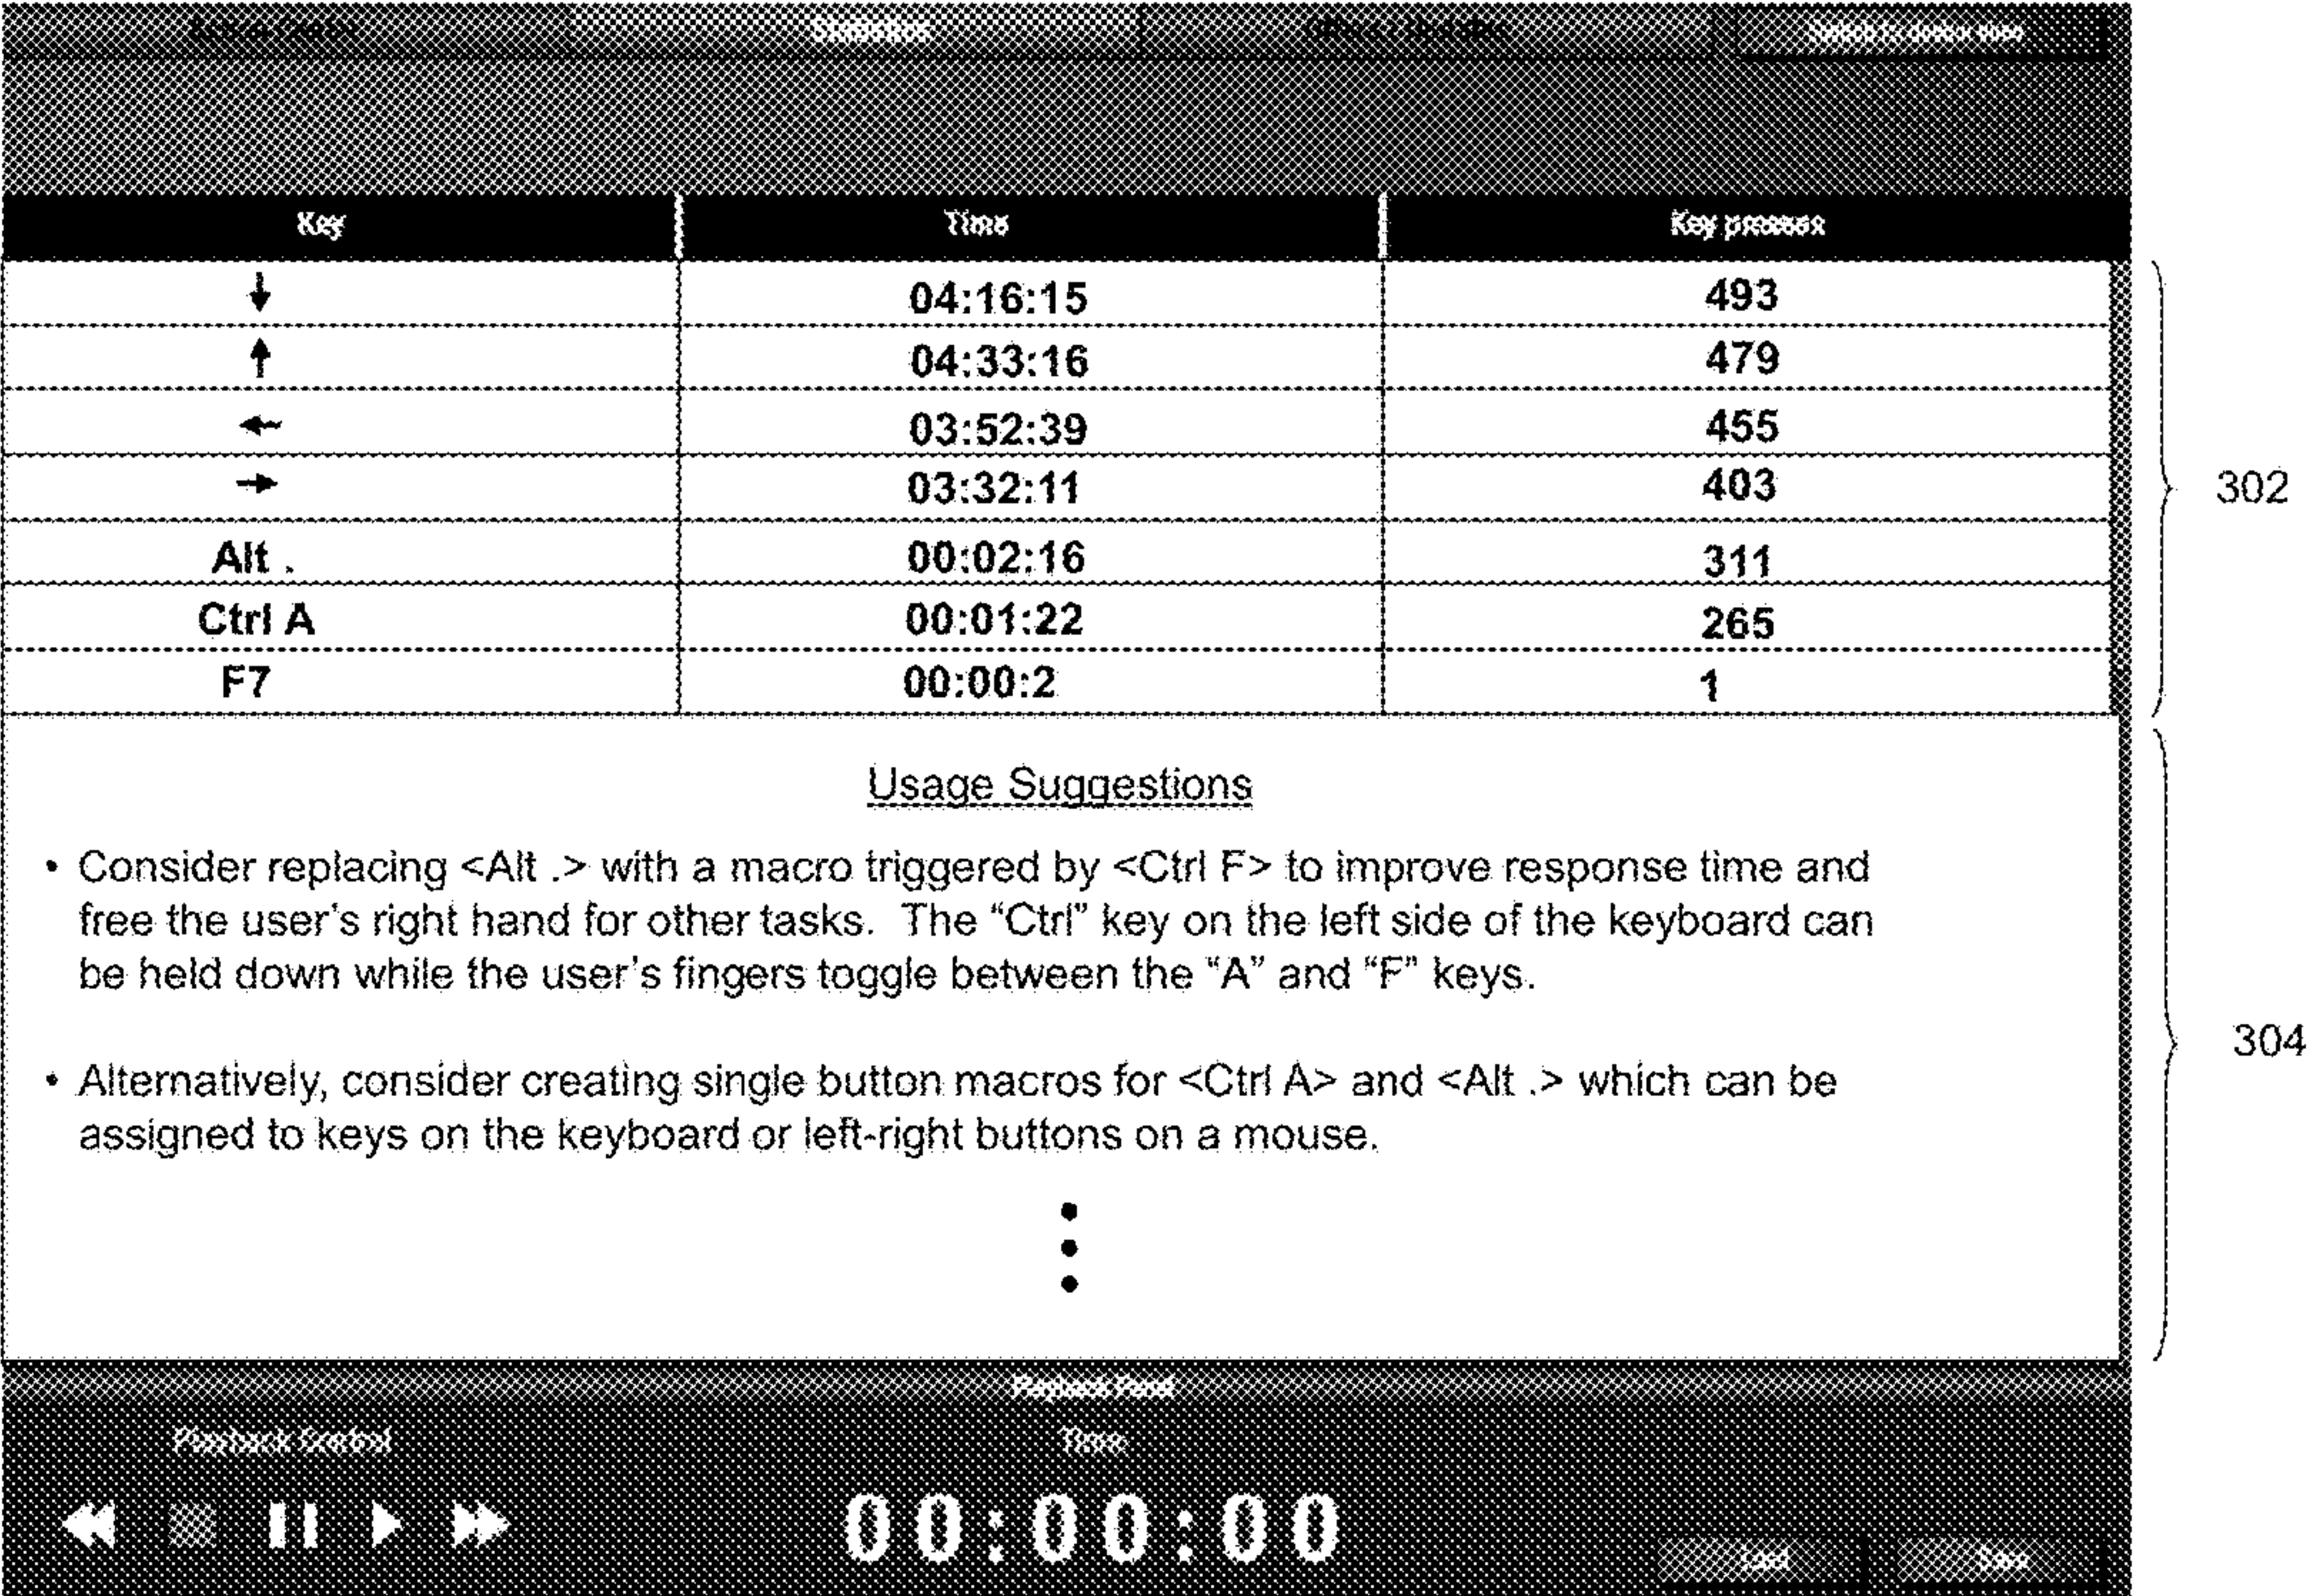 Statistics
Switch to demo view
Key Time Key presses
↓ 04:16:15 493
↑ 04:33:16 479
← 03:52:39 455
→ 03:32:11 403
302
Alt . 00:02:16 311
Ctrl A 00:01:22 265
F7 00:00:2 1
Usage Suggestions
• Consider replacing <Alt .> with a macro triggered by <Ctrl F> to improve response time and
free the user's right hand for other tasks. The “Ctrl” key on the left side of the keyboard can
be held down while the user's fingers toggle between the “A” and “F” keys.
304
• Alternatively, consider creating single button macros for <Ctrl A> and <Alt .> which can be
assigned to keys on the keyboard or left-right buttons on a mouse.
Playback Panel
Playback Control Time
00:00:00
Load Save